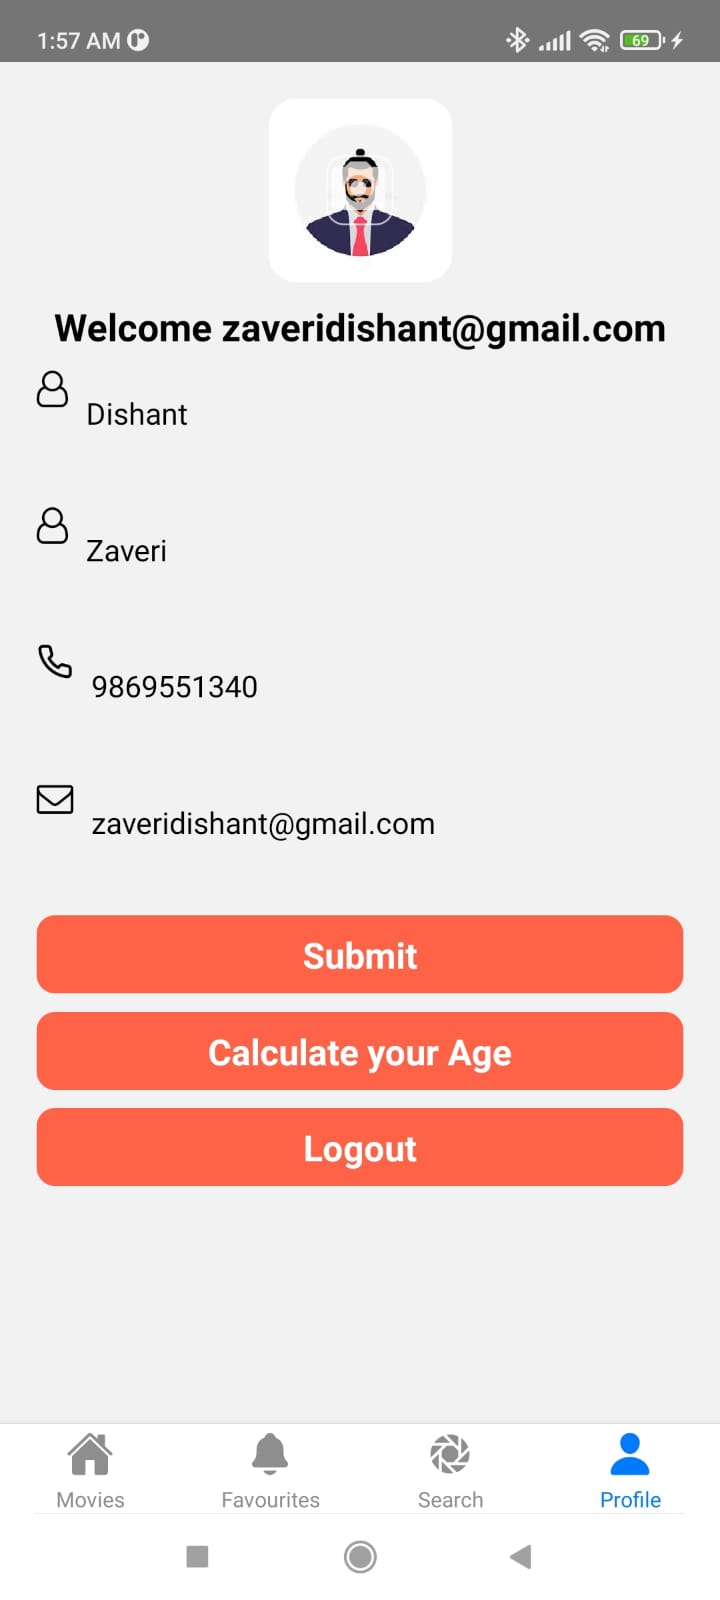 1:57 AM
69
Welcome zaveridishant@gmail.com
Dishant
Zaveri
9869551340
zaveridishant@gmail.com
Submit
Calculate your Age
Logout
Movies Favourites Search Profile